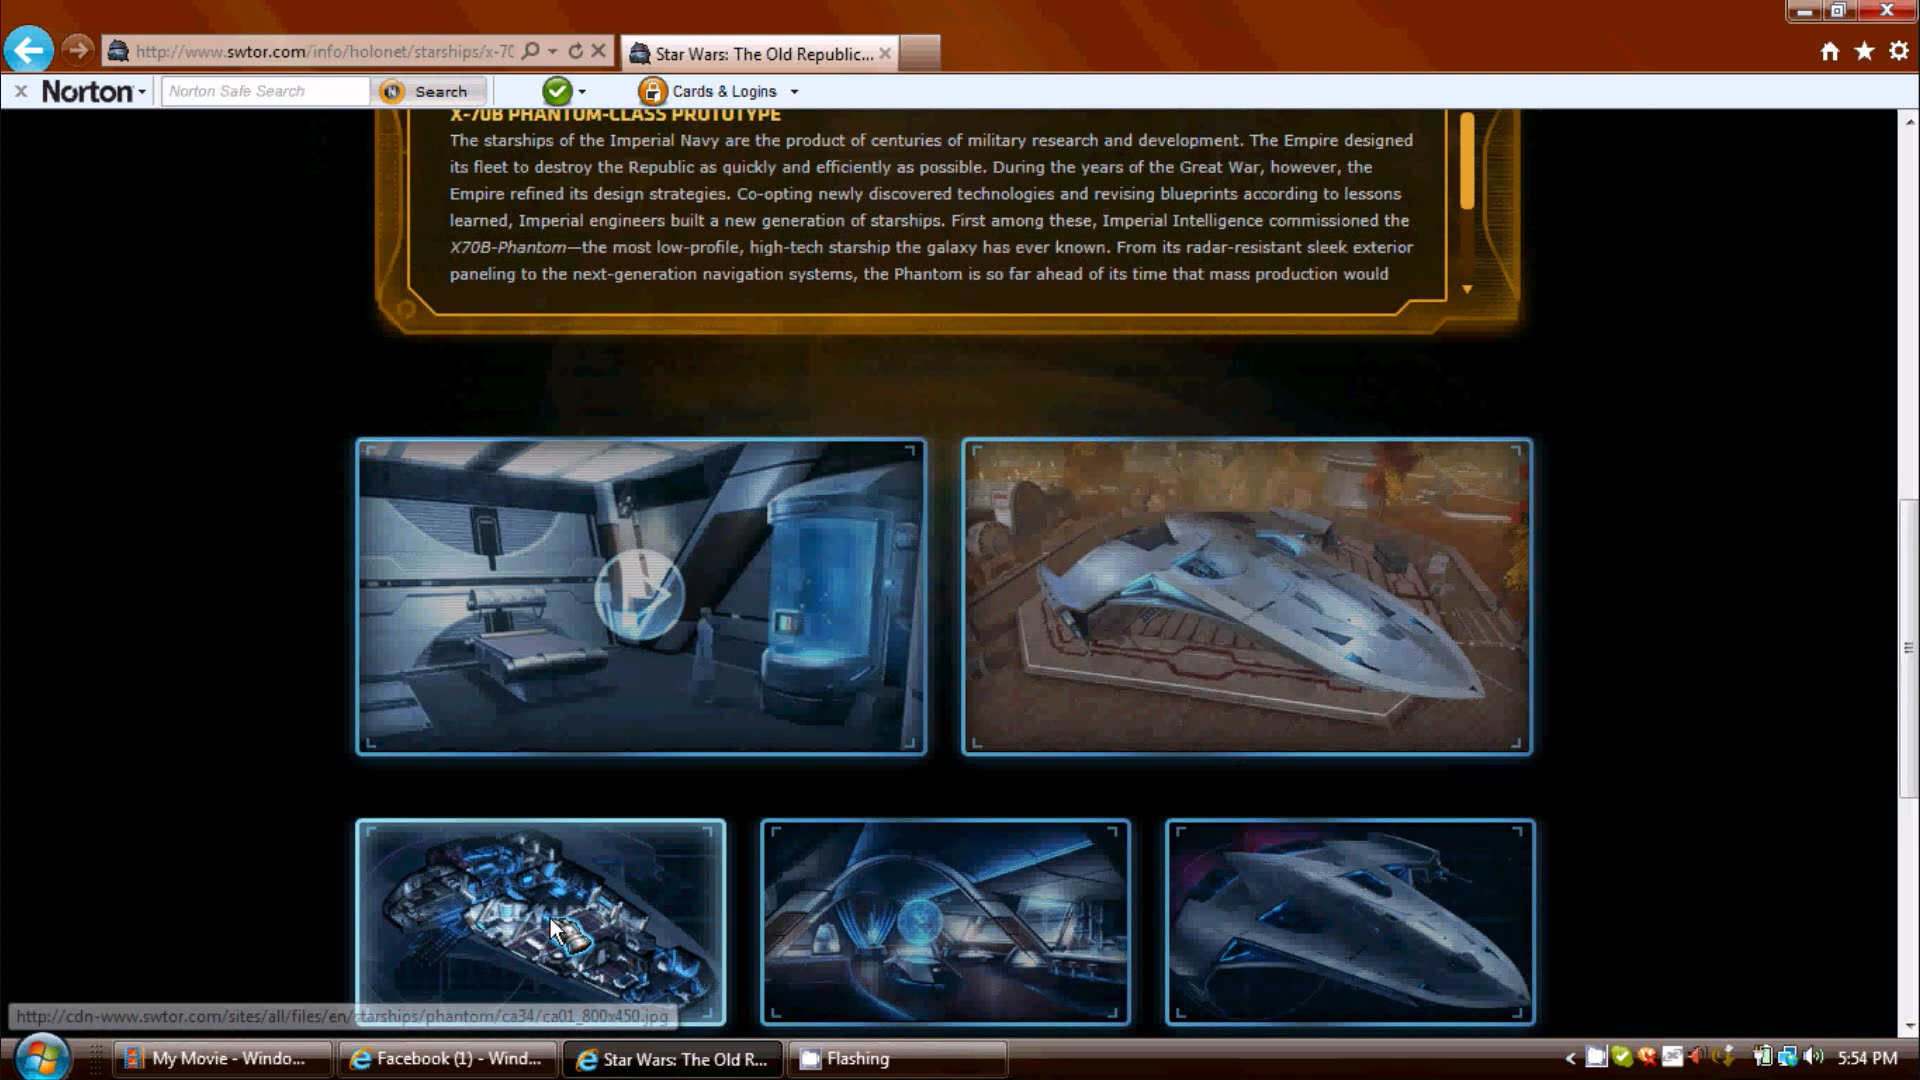 http://www.swtor.com/info/holonet/starships/x-70
Star Wars: The Old Republic...
Norton
Norton Safe Search
Search
Cards & Logins
X-70B PHANTOM-CLASS PROTOTYPE
The starships of the Imperial Navy are the product of centuries of military research and development. The Empire designed
its fleet to destroy the Republic as quickly and efficiently as possible. During the years of the Great War, however, the
Empire refined its design strategies. Co-opting newly discovered technologies and revising blueprints according to lessons
learned, Imperial engineers built a new generation of starships. First among these, Imperial Intelligence commissioned the
X70B-Phantom—the most low-profile, high-tech starship the galaxy has ever known. From its radar-resistant sleek exterior
paneling to the next-generation navigation systems, the Phantom is so far ahead of its time that mass production would
http://cdn-www.swtor.com/sites/all/files/en/starships/phantom/ca34/ca01_800x450.jpg
My Movie - Windo...
Facebook (1) - Wind...
Star Wars: The Old R...
Flashing
5:54 PM